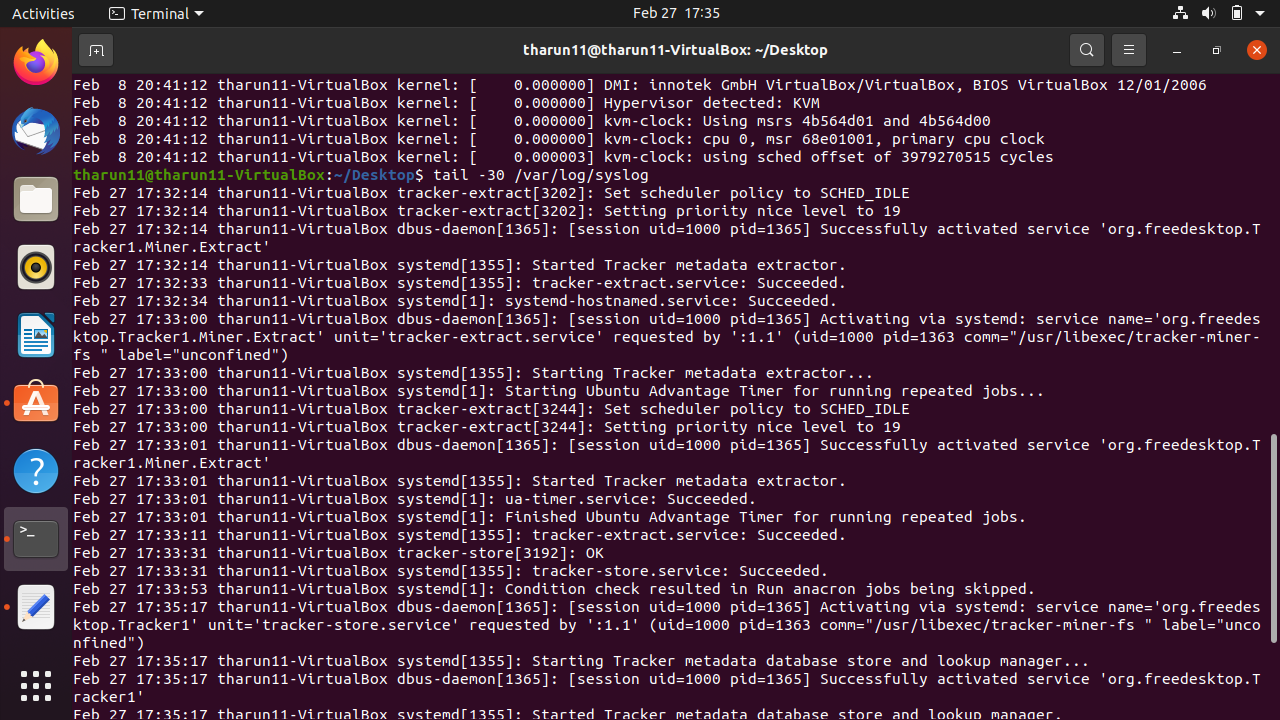 Activities Terminal Feb 27 17:35
tharun11@tharun11-VirtualBox: ~/Desktop
Feb  8 20:41:12 tharun11-VirtualBox kernel: [    0.000000] DMI: innotek GmbH VirtualBox/VirtualBox, BIOS VirtualBox 12/01/2006
Feb  8 20:41:12 tharun11-VirtualBox kernel: [    0.000000] Hypervisor detected: KVM
Feb  8 20:41:12 tharun11-VirtualBox kernel: [    0.000000] kvm-clock: Using msrs 4b564d01 and 4b564d00
Feb  8 20:41:12 tharun11-VirtualBox kernel: [    0.000000] kvm-clock: cpu 0, msr 68e01001, primary cpu clock
Feb  8 20:41:12 tharun11-VirtualBox kernel: [    0.000003] kvm-clock: using sched offset of 3979270515 cycles
tharun11@tharun11-VirtualBox:~/Desktop$ tail -30 /var/log/syslog
Feb 27 17:32:14 tharun11-VirtualBox tracker-extract[3202]: Set scheduler policy to SCHED_IDLE
Feb 27 17:32:14 tharun11-VirtualBox tracker-extract[3202]: Setting priority nice level to 19
Feb 27 17:32:14 tharun11-VirtualBox dbus-daemon[1365]: [session uid=1000 pid=1365] Successfully activated service 'org.freedesktop.T
racker1.Miner.Extract'
Feb 27 17:32:14 tharun11-VirtualBox systemd[1355]: Started Tracker metadata extractor.
Feb 27 17:32:33 tharun11-VirtualBox systemd[1355]: tracker-extract.service: Succeeded.
Feb 27 17:32:34 tharun11-VirtualBox systemd[1]: systemd-hostnamed.service: Succeeded.
Feb 27 17:33:00 tharun11-VirtualBox dbus-daemon[1365]: [session uid=1000 pid=1365] Activating via systemd: service name='org.freedes
ktop.Tracker1.Miner.Extract' unit='tracker-extract.service' requested by ':1.1' (uid=1000 pid=1363 comm="/usr/libexec/tracker-miner-
fs " label="unconfined")
Feb 27 17:33:00 tharun11-VirtualBox systemd[1355]: Starting Tracker metadata extractor...
Feb 27 17:33:00 tharun11-VirtualBox systemd[1]: Starting Ubuntu Advantage Timer for running repeated jobs...
Feb 27 17:33:00 tharun11-VirtualBox tracker-extract[3244]: Set scheduler policy to SCHED_IDLE
Feb 27 17:33:00 tharun11-VirtualBox tracker-extract[3244]: Setting priority nice level to 19
Feb 27 17:33:01 tharun11-VirtualBox dbus-daemon[1365]: [session uid=1000 pid=1365] Successfully activated service 'org.freedesktop.T
racker1.Miner.Extract'
Feb 27 17:33:01 tharun11-VirtualBox systemd[1355]: Started Tracker metadata extractor.
Feb 27 17:33:01 tharun11-VirtualBox systemd[1]: ua-timer.service: Succeeded.
Feb 27 17:33:01 tharun11-VirtualBox systemd[1]: Finished Ubuntu Advantage Timer for running repeated jobs.
Feb 27 17:33:11 tharun11-VirtualBox systemd[1355]: tracker-extract.service: Succeeded.
Feb 27 17:33:31 tharun11-VirtualBox tracker-store[3192]: OK
Feb 27 17:33:31 tharun11-VirtualBox systemd[1355]: tracker-store.service: Succeeded.
Feb 27 17:33:53 tharun11-VirtualBox systemd[1]: Condition check resulted in Run anacron jobs being skipped.
Feb 27 17:35:17 tharun11-VirtualBox dbus-daemon[1365]: [session uid=1000 pid=1365] Activating via systemd: service name='org.freedes
ktop.Tracker1' unit='tracker-store.service' requested by ':1.1' (uid=1000 pid=1363 comm="/usr/libexec/tracker-miner-fs " label="unco
nfined")
Feb 27 17:35:17 tharun11-VirtualBox systemd[1355]: Starting Tracker metadata database store and lookup manager...
Feb 27 17:35:17 tharun11-VirtualBox dbus-daemon[1365]: [session uid=1000 pid=1365] Successfully activated service 'org.freedesktop.T
racker1'
Feb 27 17:35:17 tharun11-VirtualBox systemd[1355]: Started Tracker metadata database store and lookup manager.